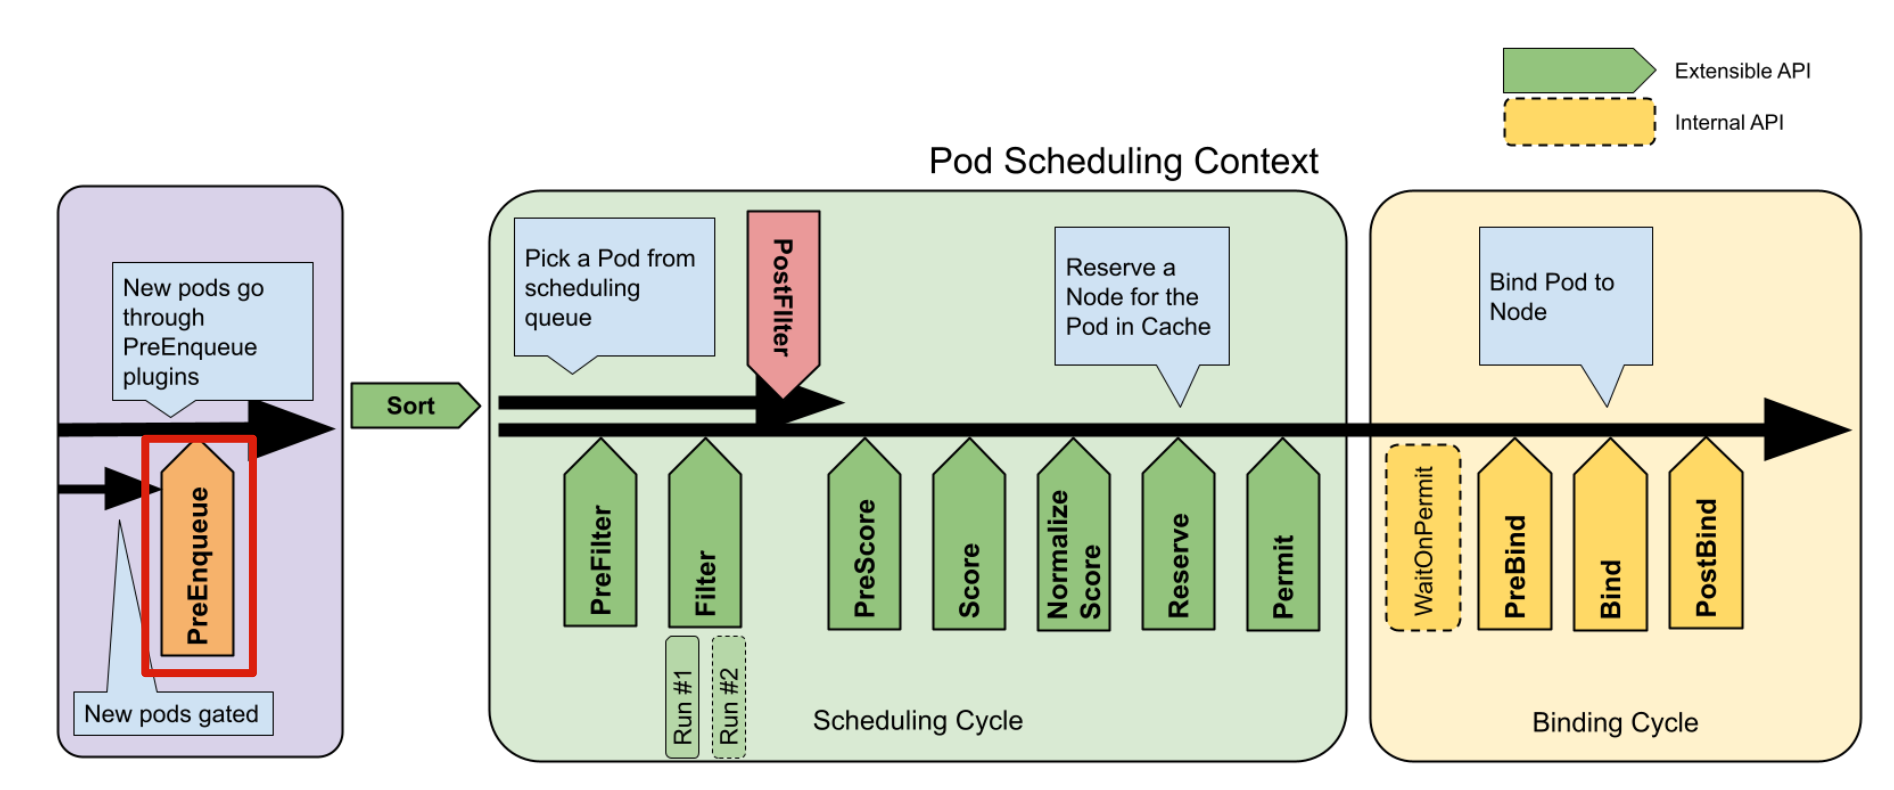 Extensible API
Internal API
Pod Scheduling Context
New pods go
through
PreEnqueue
plugins
PreEnqueue
New pods gated
Sort
Pick a Pod from
scheduling
queue
PostFIlter
Reserve a
Node for the
Pod in Cache
PreFilter
Filter
Run #1
Run #2
PreScore
Score
Normalize
Score
Reserve
Permit
Scheduling Cycle
Bind Pod to
Node
WaitOnPermit
PreBind
Bind
PostBind
Binding Cycle